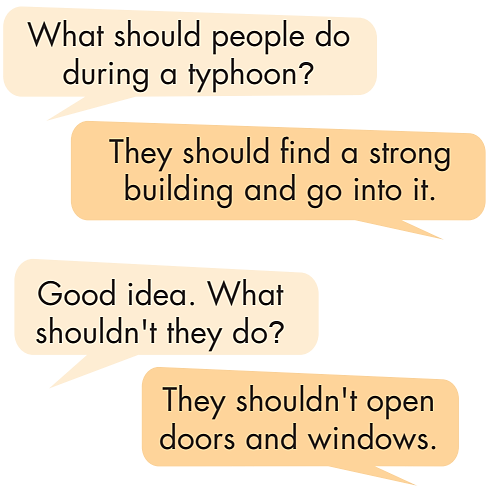 What should people do
during a typhoon?
They should find a strong
building and go into it.
Good idea. What
shouldn't they do?
They shouldn't open
doors and windows.